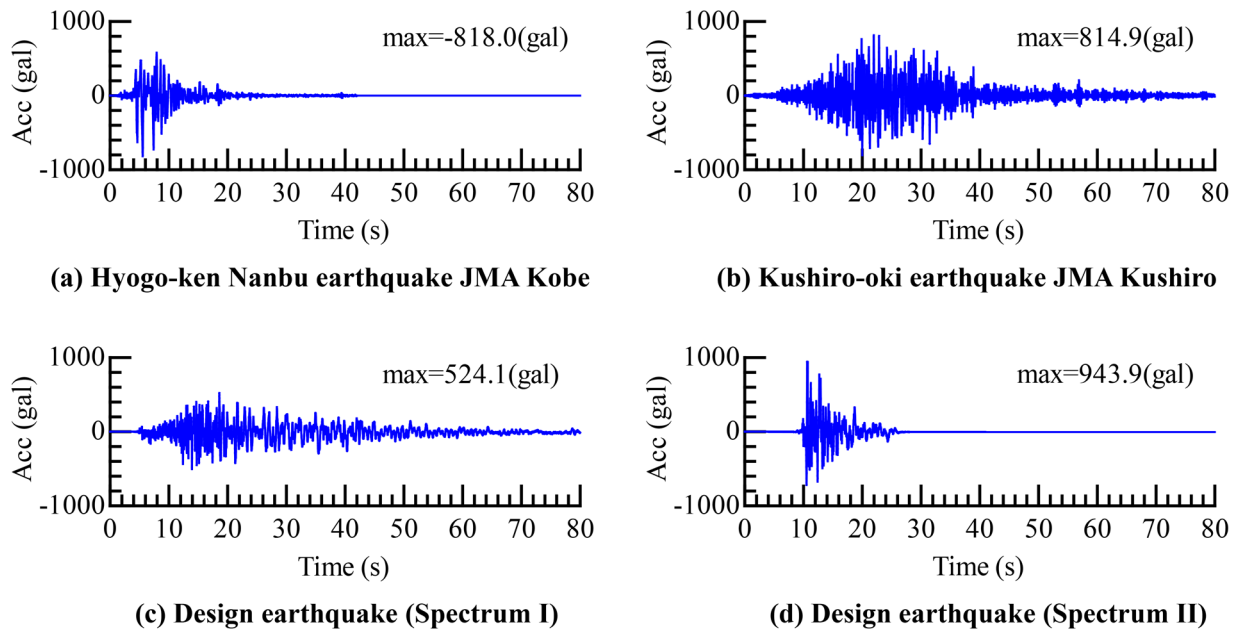 1000
0
-1000
Acc (gal)
max=-818.0(gal)
0 10 20 30 40 50 60 70 80
Time (s)
(a) Hyogo-ken Nanbu earthquake JMA Kobe
1000
0
-1000
Acc (gal)
max=814.9(gal)
0 10 20 30 40 50 60 70 80
Time (s)
(b) Kushiro-oki earthquake JMA Kushiro
1000
0
-1000
Acc (gal)
max=524.1(gal)
0 10 20 30 40 50 60 70 80
Time (s)
(c) Design earthquake (Spectrum I)
1000
0
-1000
Acc (gal)
max=943.9(gal)
0 10 20 30 40 50 60 70 80
Time (s)
(d) Design earthquake (Spectrum II)